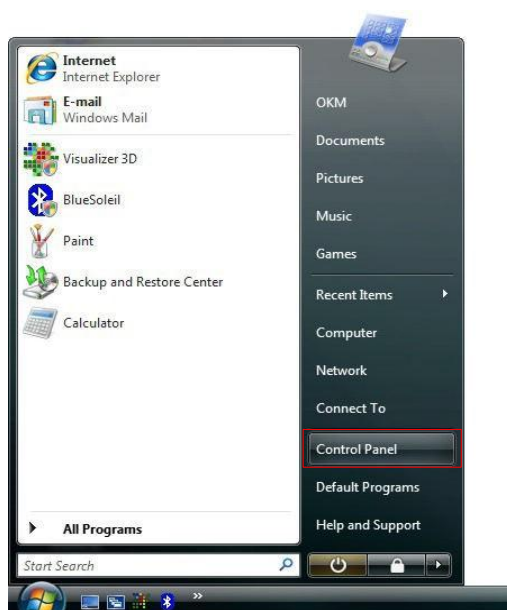 Internet
Internet Explorer
E-mail
Windows Mail
Visualizer 3D
BlueSoleil
Paint
Backup and Restore Center
Calculator
All Programs
Start Search
OKM
Documents
Pictures
Music
Games
Recent Items
Computer
Network
Connect To
Control Panel
Default Programs
Help and Support